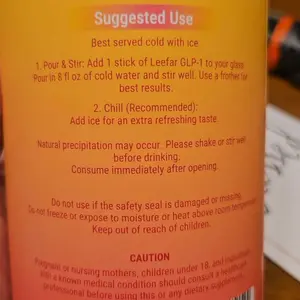 Suggested Use
Best served cold with ice
1. Pour & Stir: Add 1 stick of Leefar GLP-1 to your glass
Pour in 8 fl oz of cold water and stir well. Use a frother for
best results.
2. Chill (Recommended):
Add ice for an extra refreshing taste
Natural precipitation may occur. Please shake or stir well
before drinking.
Consume immediately after opening.
Do not use if the safety seal is damaged or missing.
Do not freeze or expose to moisture or heat above room temperature
Keep out of reach of children.
CAUTION
Pregnant or nursing mothers, children under 18, and individuals
with a known medical condition should consult a
professional before using this or any dietary supplement.